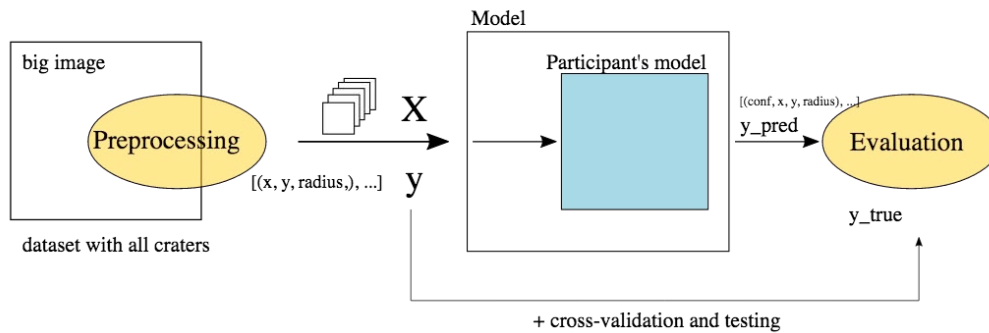 Model
big image
Participant's model
Preprocessing
X
[(conf, x, y, radius), ...]
y_pred
Evaluation
[(x, y, radius,), ...]
y
y_true
dataset with all craters
+ cross-validation and testing